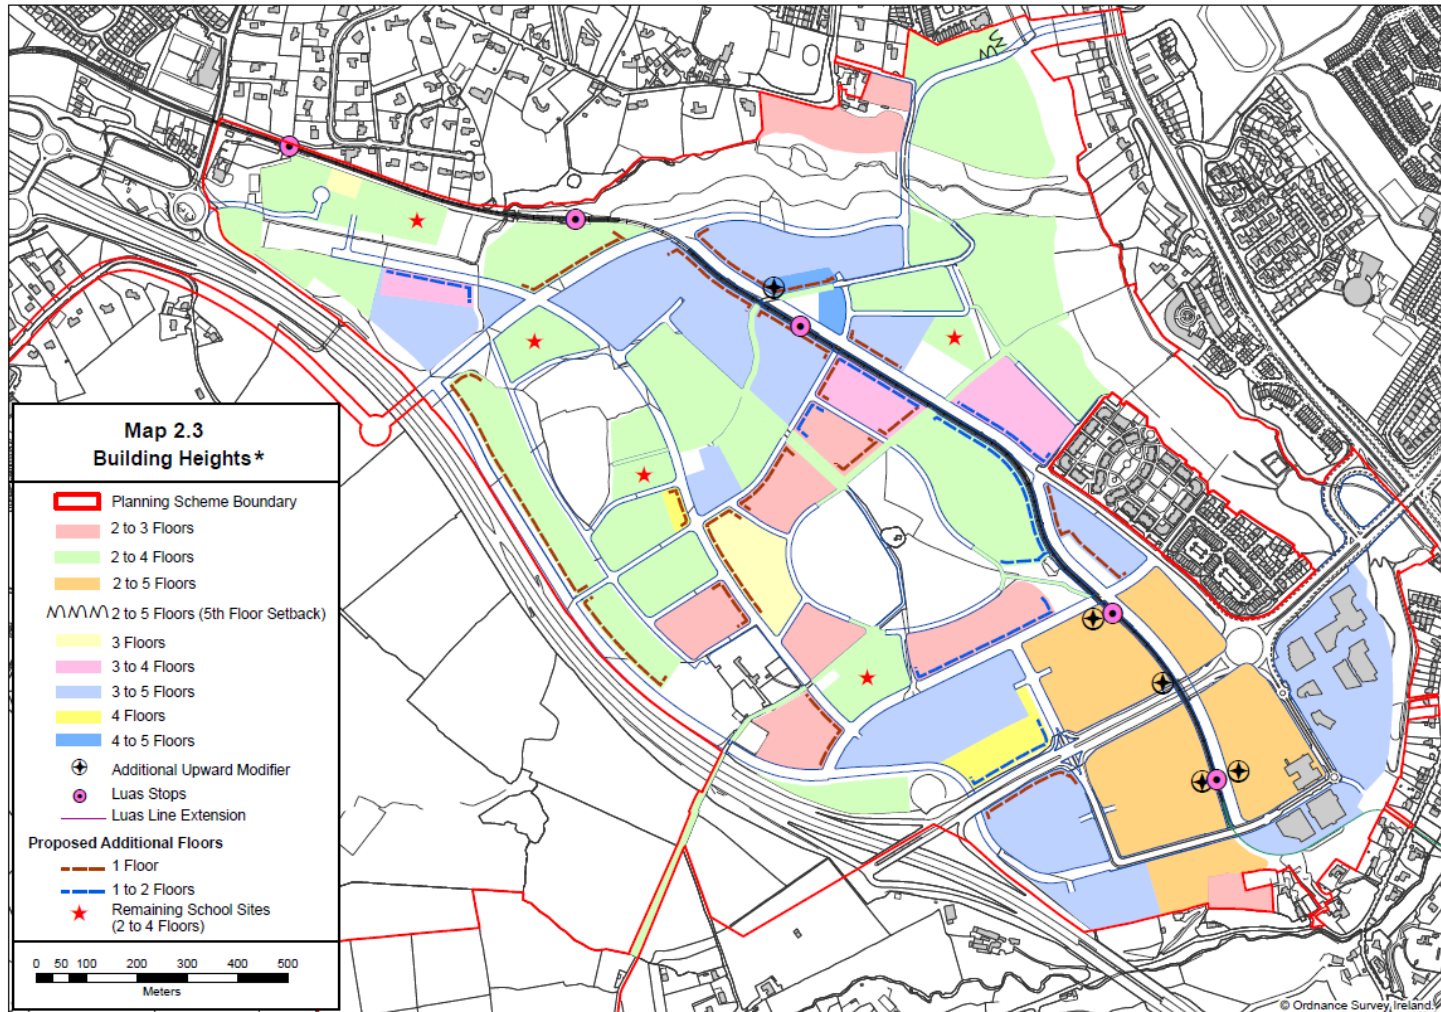 Map 2.3
Building Heights*
Planning Scheme Boundary
2 to 3 Floors
2 to 4 Floors
2 to 5 Floors
2 to 5 Floors (5th Floor Setback)
3 Floors
3 to 4 Floors
3 to 5 Floors
4 Floors
4 to 5 Floors
Additional Upward Modifier
Luas Stops
Luas Line Extension
Proposed Additional Floors
1 Floor
1 to 2 Floors
Remaining School Sites
(2 to 4 Floors)
0 50 100 200 300 400 500
Meters
© Ordnance Survey Ireland.